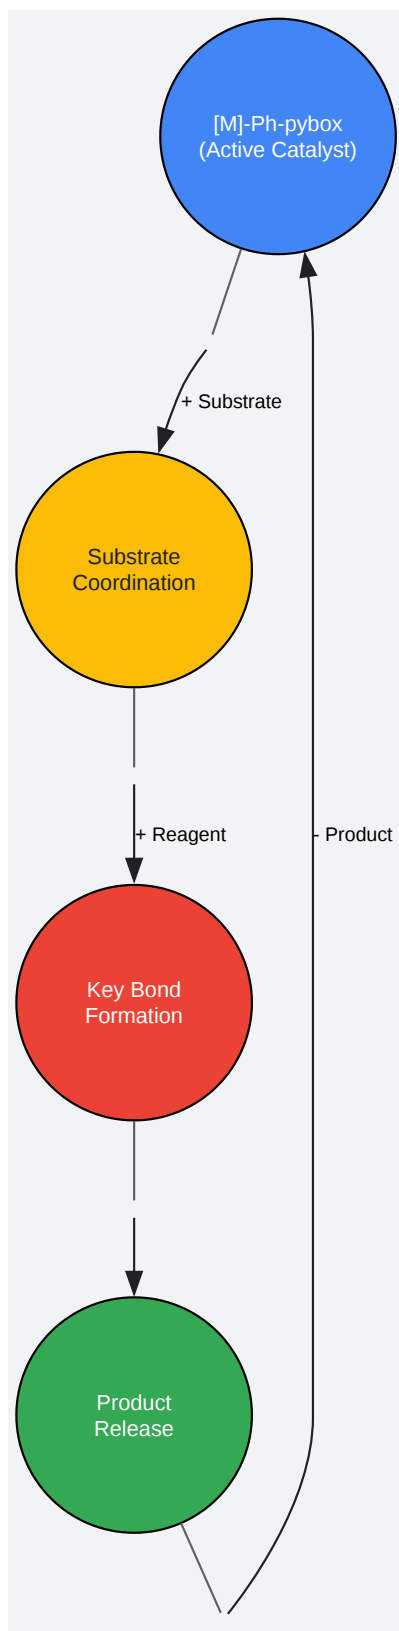 [M]-Ph-pybox
(Active Catalyst)
+ Substrate
Substrate
Coordination
+ Reagent
- Product
Key Bond
Formation
Product
Release